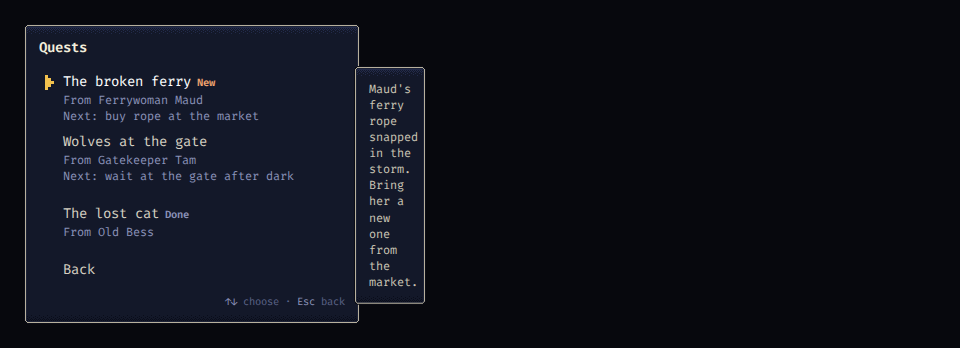 Quests
The broken ferry New
From Ferrywoman Maud
Next: buy rope at the market
Wolves at the gate
From Gatekeeper Tam
Next: wait at the gate after dark
The lost cat Done
From Old Bess
Back
↑↓ choose · Esc back
Maud's
ferry
rope
snapped
in the
storm.
Bring
her a
new
one
from
the
market.